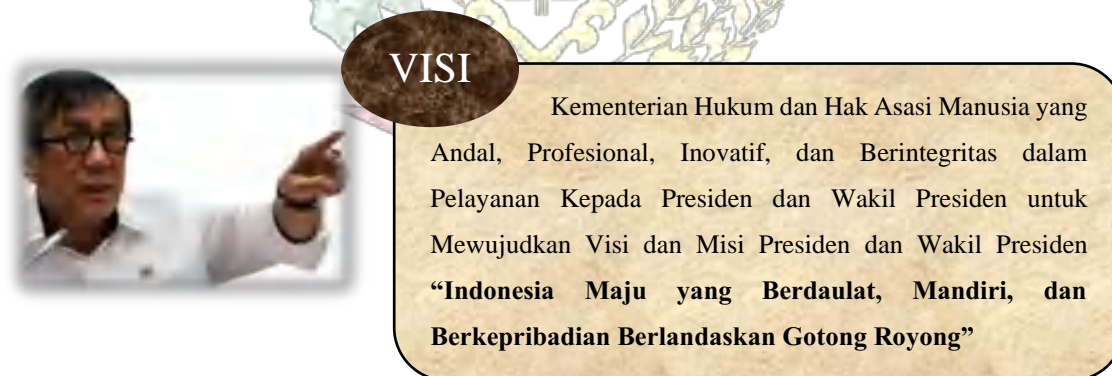 VISI
Kementerian Hukum dan Hak Asasi Manusia yang
Andal, Profesional, Inovatif, dan Berintegritas dalam
Pelayanan Kepada Presiden dan Wakil Presiden untuk
Mewujudkan Visi dan Misi Presiden dan Wakil Presiden
“Indonesia Maju yang Berdaulat, Mandiri, dan
Berkepribadian Berlandaskan Gotong Royong”